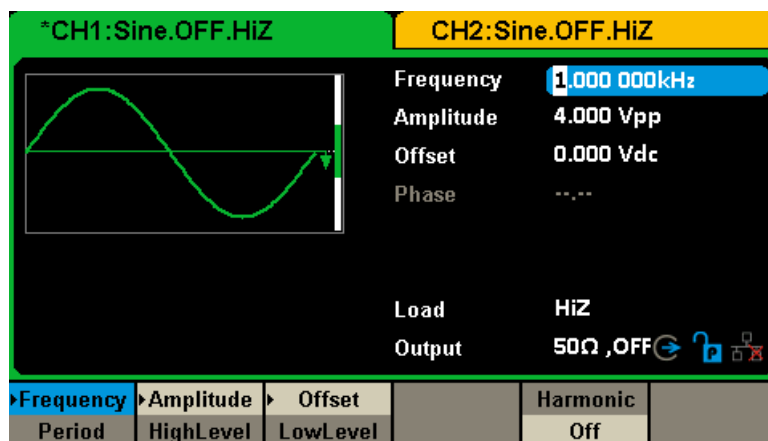 *CH1:Sine.OFF.HiZ
CH2:Sine.OFF.HiZ
Frequency 1.000 000kHz
Amplitude 4.000 Vpp
Offset 0.000 Vdc
Phase --.--
Load HiZ
Output 50Ω ,OFF P
Frequency Amplitude Offset Harmonic
Period HighLevel LowLevel Off